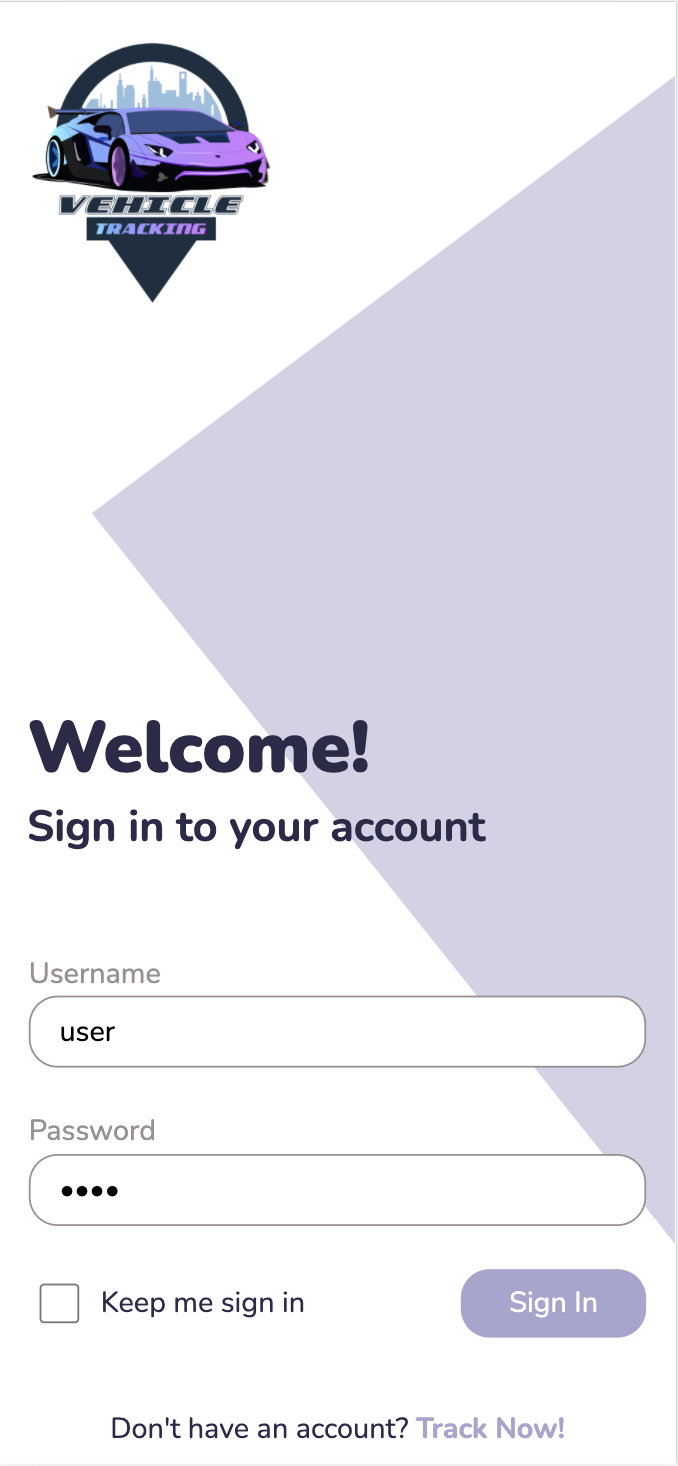 VEHICLE
TRACKING
Welcome!
Sign in to your account
Username
user
Password
••••
Keep me sign in
Sign In
Don't have an account? Track Now!